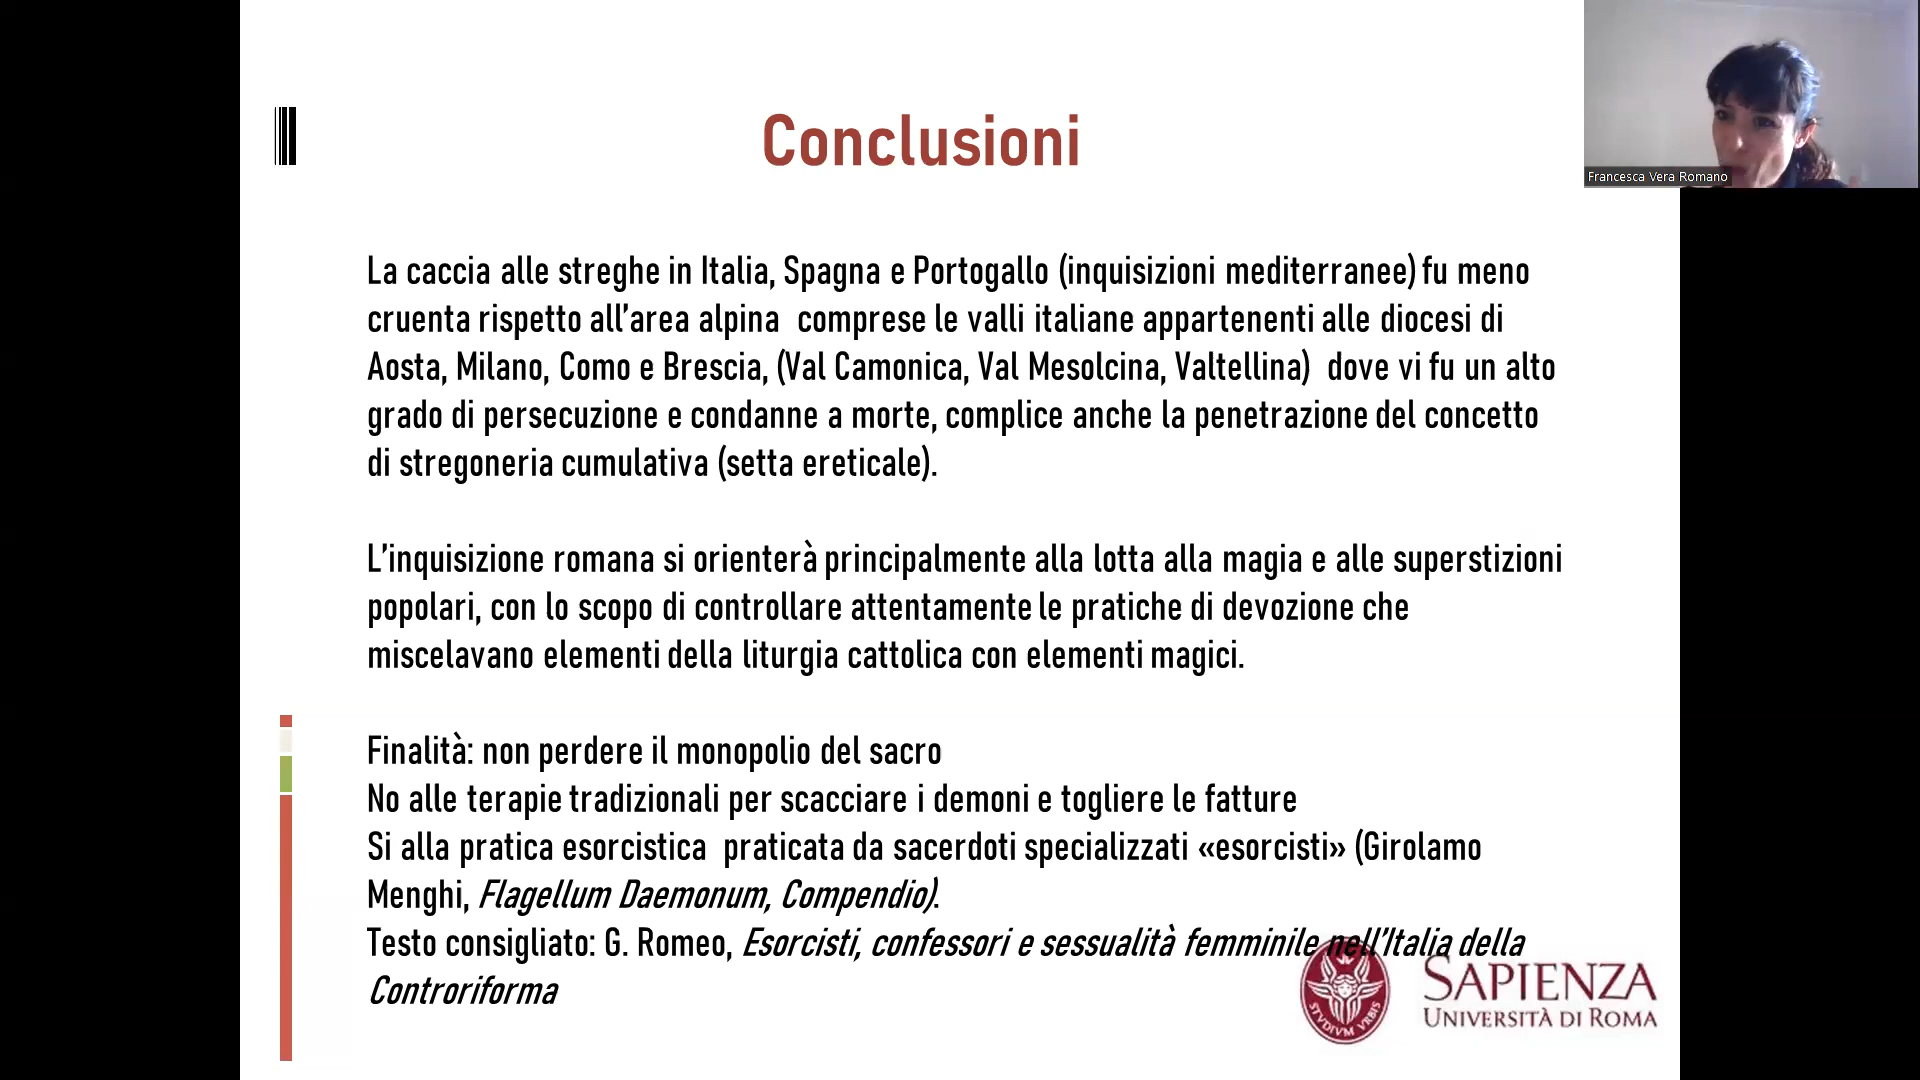 Conclusioni
Francesca Vera Romano
La caccia alle streghe in Italia, Spagna e Portogallo (inquisizioni mediterranee) fu meno
cruenta rispetto all’area alpina comprese le valli italiane appartenenti alle diocesi di
Aosta, Milano, Como e Brescia, (Val Camonica, Val Mesolcina, Valtellina) dove vi fu un alto
grado di persecuzione e condanne a morte, complice anche la penetrazione del concetto
di stregoneria cumulativa (setta ereticale).
L’inquisizione romana si orienterà principalmente alla lotta alla magia e alle superstizioni
popolari, con lo scopo di controllare attentamente le pratiche di devozione che
miscelavano elementi della liturgia cattolica con elementi magici.
Finalità: non perdere il monopolio del sacro
No alle terapie tradizionali per scacciare i demoni e togliere le fatture
Si alla pratica esorcistica praticata da sacerdoti specializzati «esorcisti» (Girolamo
Menghi, Flagellum Daemonum, Compendio).
Testo consigliato: G. Romeo, Esorcisti, confessori e sessualità femminile nell’Italia della
Controriforma
STVDIVM VRBIS
SAPIENZA
UNIVERSITÀ DI ROMA